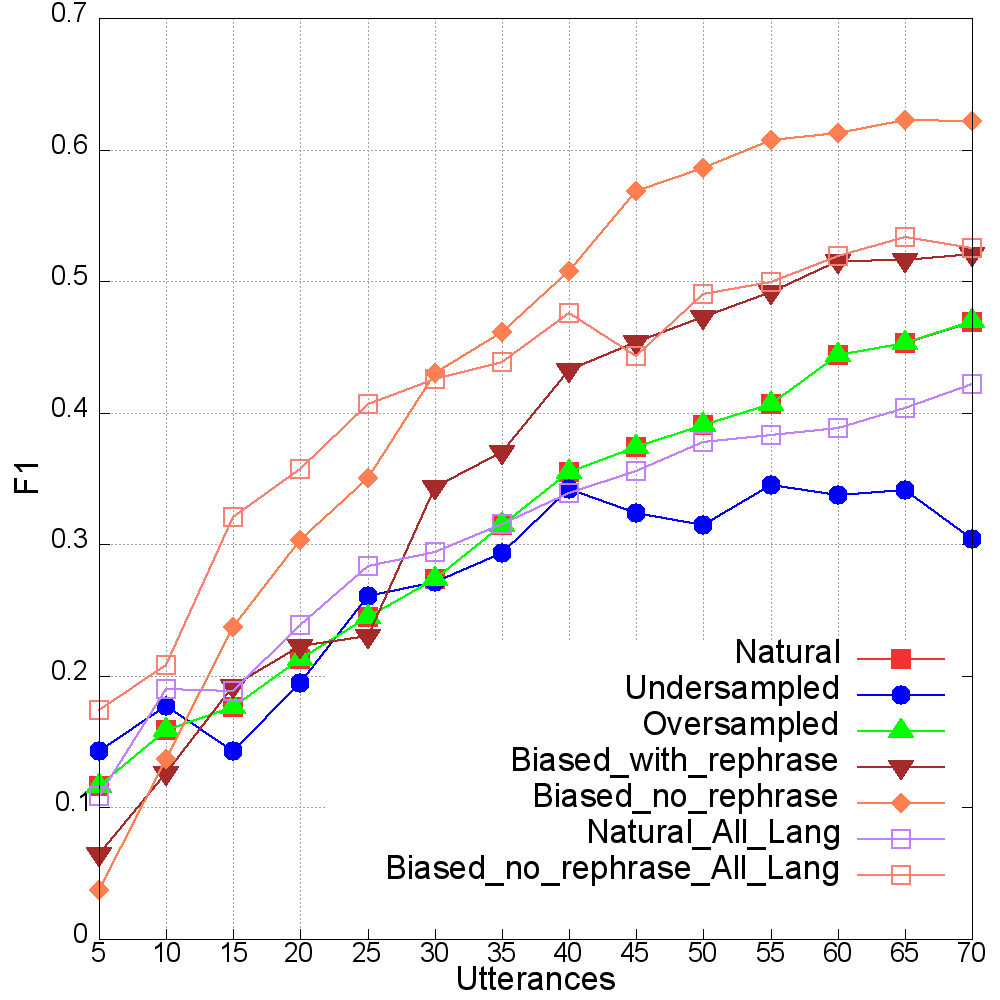 0.7
0.6
0.5
0.4
0.3
0.2
0.1
0
F1
Natural
Undersampled
Oversampled
Biased_with_rephrase
Biased_no_rephrase
Natural_All_Lang
Biased_no_rephrase_All_Lang
5 10 15 20 25 30 35 40 45 50 55 60 65 70
Utterances